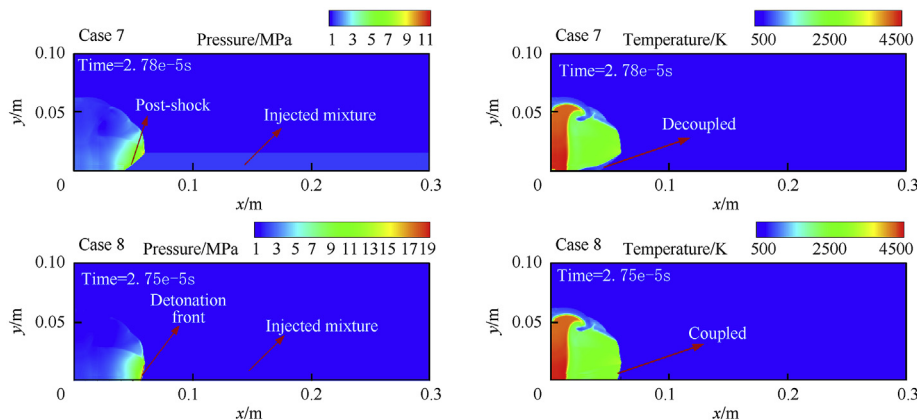 Case 7 Pressure/MPa
1 3 5 7 9 11
Time=2. 78e-5s
Post-shock
Injected mixture
y/m
0.10
0.05
0 0.1 0.2 0.3
x/m
Case 7 Temperature/K
500 2500 4500
Time=2. 78e-5s
Decoupled
y/m
0.10
0.05
0 0.1 0.2 0.3
x/m
Case 8 Pressure/MPa
1 3 5 7 9 11 13 15 17 19
Time=2. 75e-5s
Detonation
front
Injected mixture
y/m
0.10
0.05
0 0.1 0.2 0.3
x/m
Case 8 Temperature/K
500 2500 4500
Time=2. 75e-5s
Coupled
y/m
0.10
0.05
0 0.1 0.2 0.3
x/m